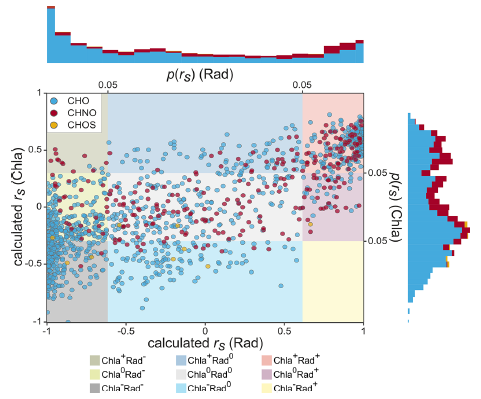 p(rS) (Rad)
0.05 0.05
CHO
CHNO
CHOS
1
0.5
0
-0.5
-1
calculated rS (Chla)
0.05
0.05
p(rS) (Chla)
-1 -0.5 0 0.5 1
calculated rS (Rad)
Chla+Rad- Chla+Rad0 Chla+Rad+
Chla0Rad- Chla0Rad0 Chla0Rad+
Chla-Rad- Chla-Rad0 Chla-Rad+